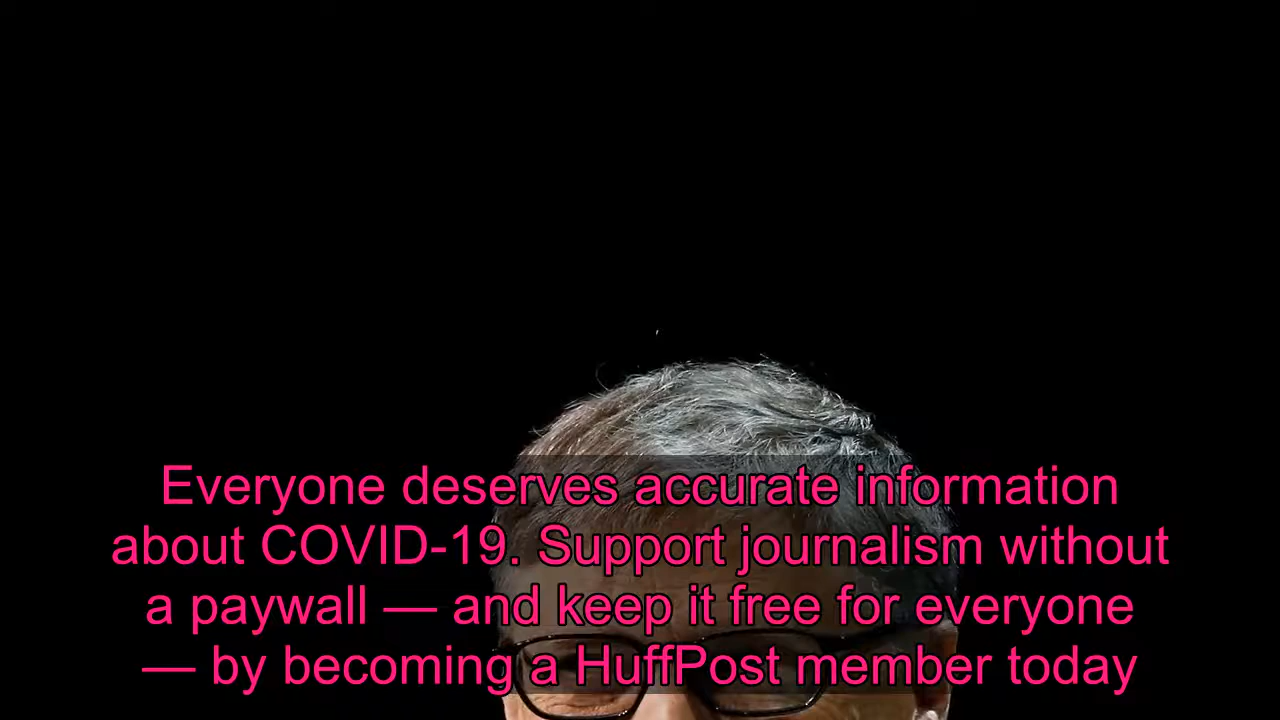 Everyone deserves accurate information
about COVID-19. Support journalism without
a paywall — and keep it free for everyone
— by becoming a HuffPost member today